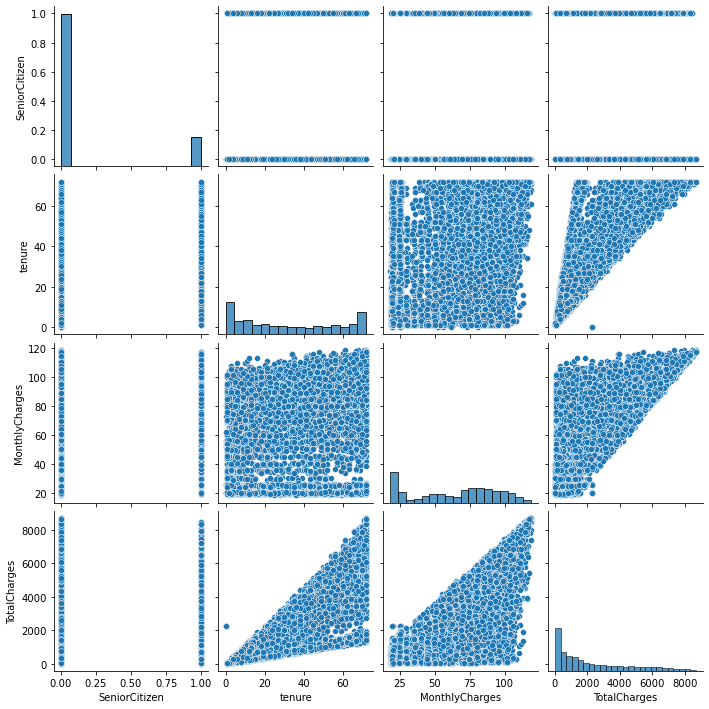 1.0
0.8
0.6
0.4
0.2
0.0
SeniorCitizen
60
40
20
0
tenure
120
100
80
60
40
20
MonthlyCharges
8000
6000
4000
2000
0
TotalCharges
0.00 0.25 0.50 0.75 1.00
SeniorCitizen
0 20 40 60
tenure
25 50 75 100
MonthlyCharges
0 2000 4000 6000 8000
TotalCharges